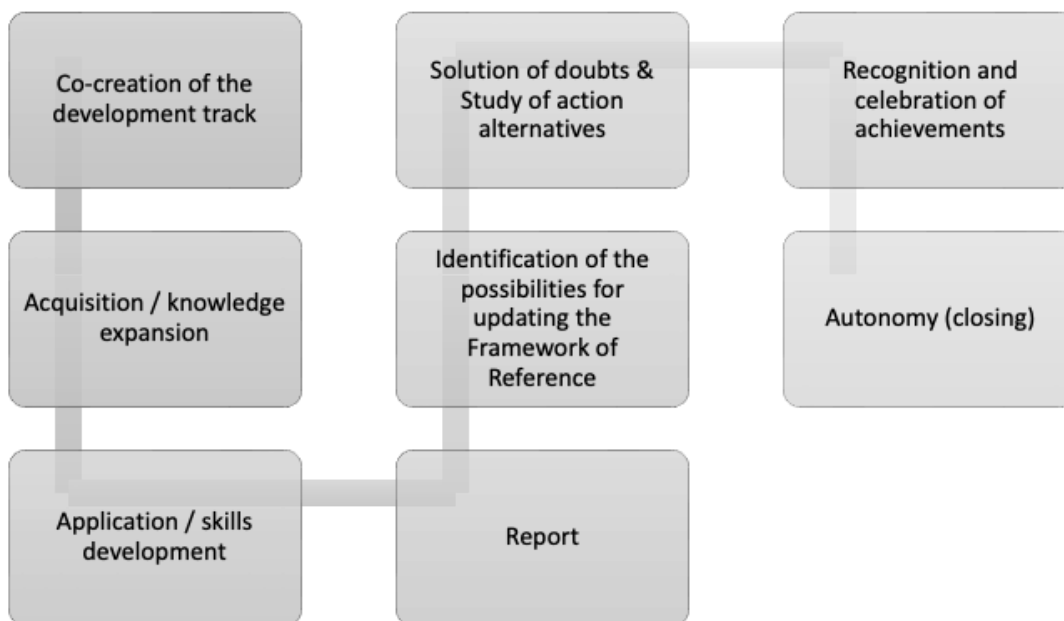 Co-creation of the
development track
Acquisition / knowledge
expansion
Application / skills
development
Report
Identification of the
possibilities for
updating the
Framework of
Reference
Solution of doubts &
Study of action
alternatives
Recognition and
celebration of
achievements
Autonomy (closing)